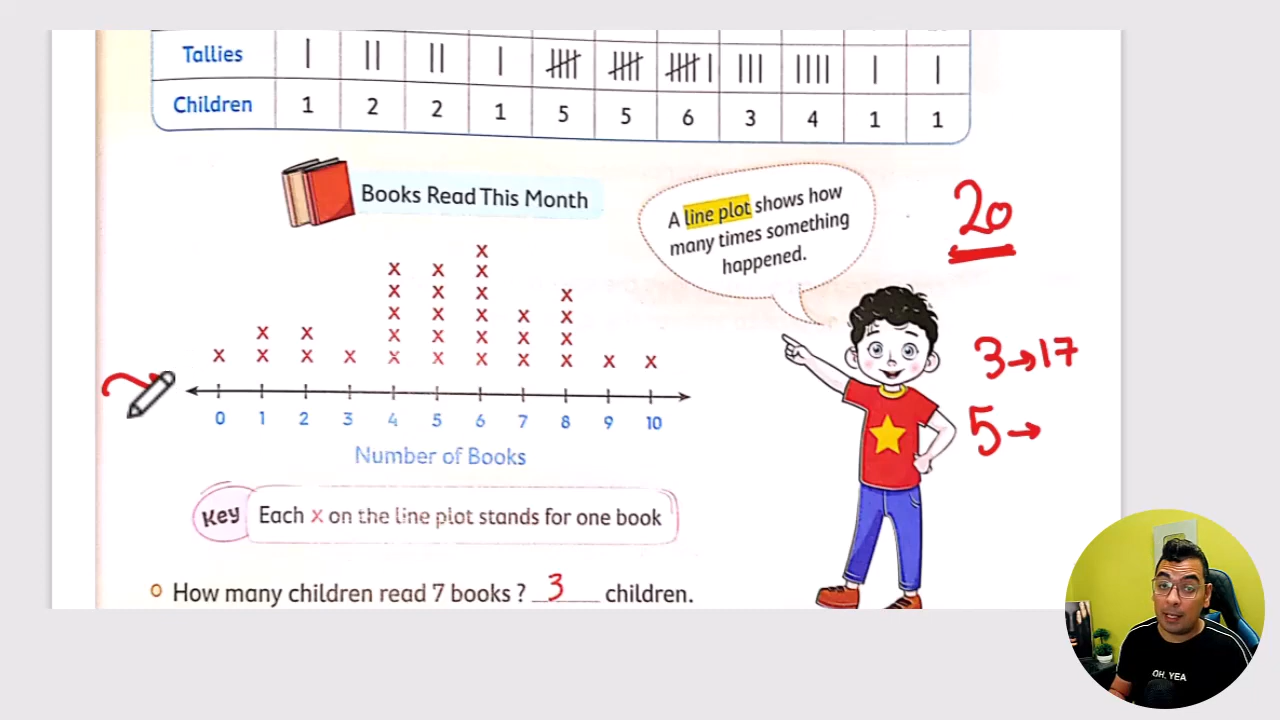 Tallies | || || | |||| |||| |||| | ||| |||| | |
Children 1 2 2 1 5 5 6 3 4 1 1
Books Read This Month
A line plot shows how
many times something
happened.
20
3→17
5→
x
x x x x
x x x x
x x x x x
x x x x x x x
x x x x x x x x x x x
0 1 2 3 4 5 6 7 8 9 10
Number of Books
Key Each x on the line plot stands for one book
How many children read 7 books ? 3 children.
OH, YEA